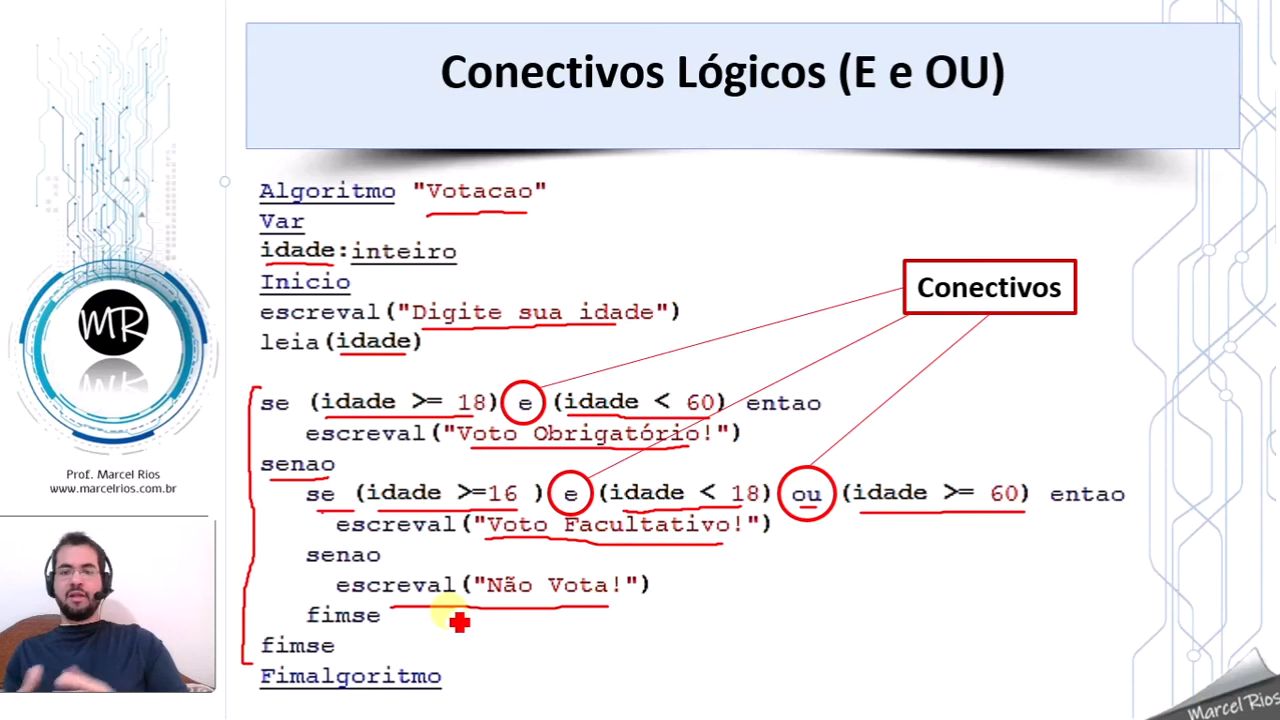 Conectivos Lógicos (E e OU)
Algoritmo "Votacao"
Var
idade:inteiro
Inicio
escreval("Digite sua idade")
leia(idade)
Conectivos
se (idade >= 18) e (idade < 60) entao
escreval("Voto Obrigatório!")
senao
se (idade >=16 ) e (idade < 18) ou (idade >= 60) entao
escreval("Voto Facultativo!")
senao
escreval("Não Vota!")
fimse
fimse
Fimalgoritmo
MR
Prof. Marcel Rios
www.marcelrios.com.br
Marcel Rios